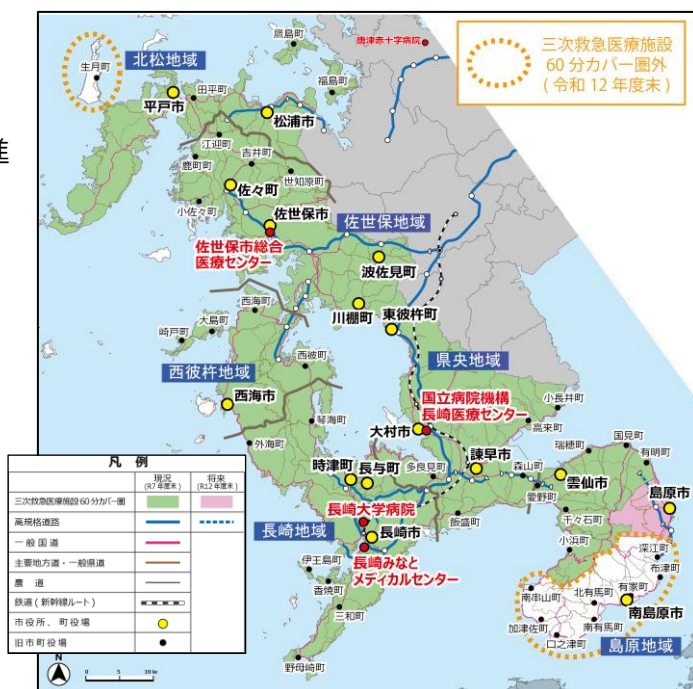 進
三次救急医療施設
60分カバー圏外
(令和12年度末)
唐津赤十字病院
鷹島町
北松地域
生月町
福島町
田平町
平戸市
松浦市
江迎町
吉井町
鹿町町
世知原町
佐々町
小佐々町
佐世保市
佐世保地域
佐世保市総合
医療センター
波佐見町
川棚町
東彼杵町
西海町
大島町
崎戸町
西彼町
県央地域
西彼杵地域
西海市
国立病院機構
長崎医療センター
小長井町
高来町
大村市
琴海町
外海町
国見町
瑞穂町
有明町
諫早市
時津町
長与町
多良見町
森山町
雲仙市
愛野町
島原市
飯盛町
千々石町
長崎大学病院
長崎地域
長崎市
小浜町
深江町
伊王島町
長崎みなと
メディカルセンター
布津町
香焼町
有家町
南串山町
北有馬町
南島原市
三和町
加津佐町
南有馬町
口之津町
島原地域
野母崎町
凡 例
現況
(R7年度末)
将来
(R12年度末)
三次救急医療施設60分カバー圏
高規格道路
一般国道
主要地方道・一般県道
農 道
鉄道(新幹線ルート)
市役所、町役場
旧市町役場
N
0 5 10㎞